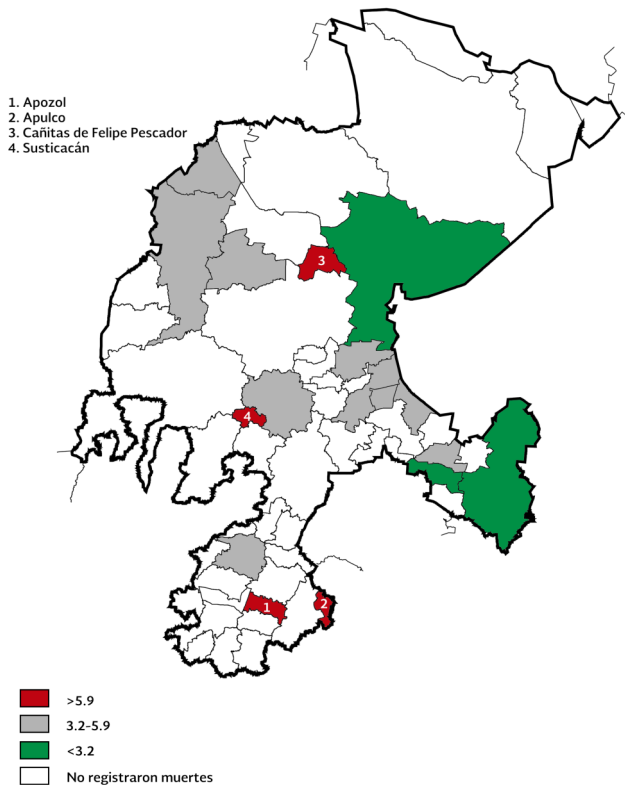 1. Apozol
2. Apulco
3. Cañitas de Felipe Pescador
4. Susticacán
3
4
1
2
>5.9
3.2-5.9
<3.2
No registraron muertes